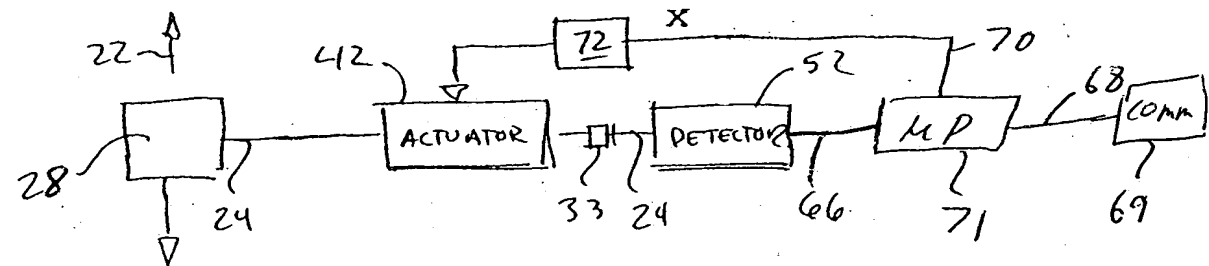 X
22
42
72
70
52
68
ACTUATOR
DETECTOR
μP
comm
28
24
33
24
66
71
69